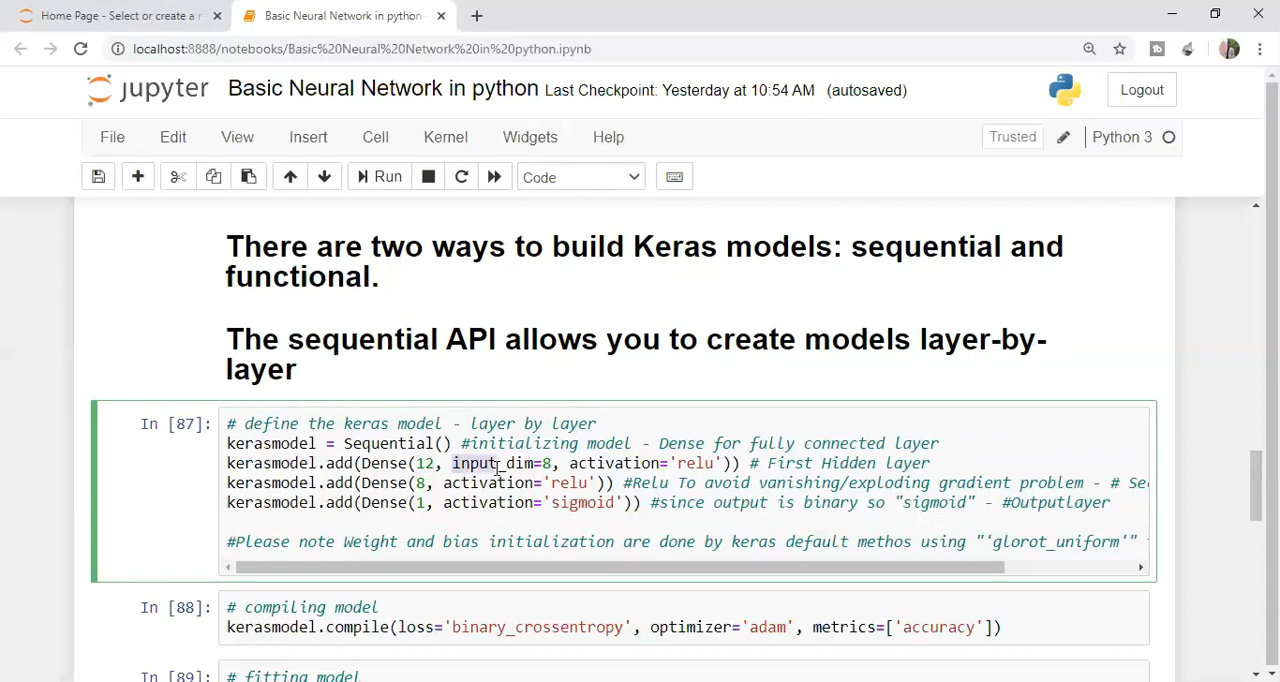 Home Page - Select or create a n
Basic Neural Network in python
localhost:8888/notebooks/Basic%20Neural%20Network%20in%20python.ipynb
jupyter Basic Neural Network in python Last Checkpoint: Yesterday at 10:54 AM (autosaved)
Logout
File Edit View Insert Cell Kernel Widgets Help
Trusted Python 3
Run Code
There are two ways to build Keras models: sequential and
functional.
The sequential API allows you to create models layer-by-
layer
In [87]: # define the keras model - layer by layer
kerasmodel = Sequential() #initializing model - Dense for fully connected layer
kerasmodel.add(Dense(12, input_dim=8, activation='relu')) # First Hidden layer
kerasmodel.add(Dense(8, activation='relu')) #Relu To avoid vanishing/exploding gradient problem - # Se
kerasmodel.add(Dense(1, activation='sigmoid')) #since output is binary so "sigmoid" - #Outputlayer
#Please note Weight and bias initialization are done by keras default methos using "'glorot_uniform'"
In [88]: # compiling model
kerasmodel.compile(loss='binary_crossentropy', optimizer='adam', metrics=['accuracy'])
In [89]: # fitting model